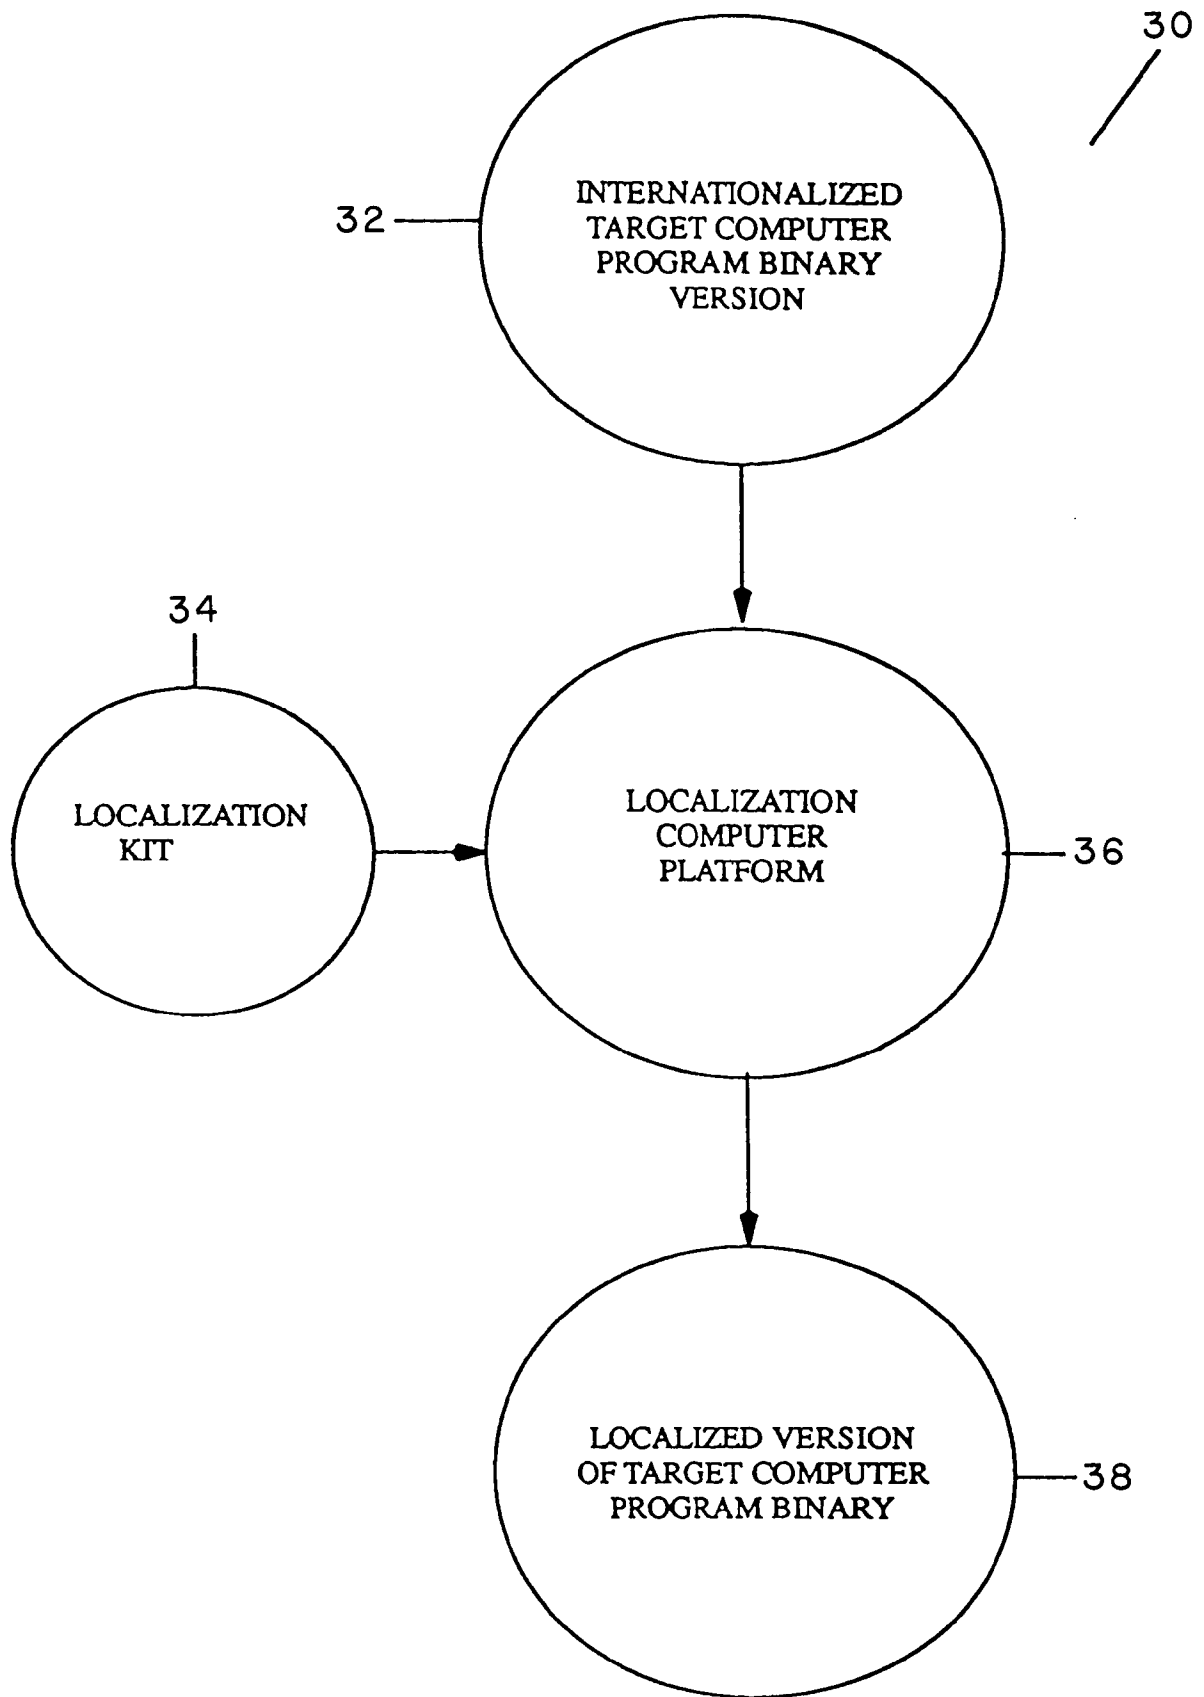 30
INTERNATIONALIZED
TARGET COMPUTER
PROGRAM BINARY
VERSION
32
34
LOCALIZATION
KIT
LOCALIZATION
COMPUTER
PLATFORM
36
LOCALIZED VERSION
OF TARGET COMPUTER
PROGRAM BINARY
38